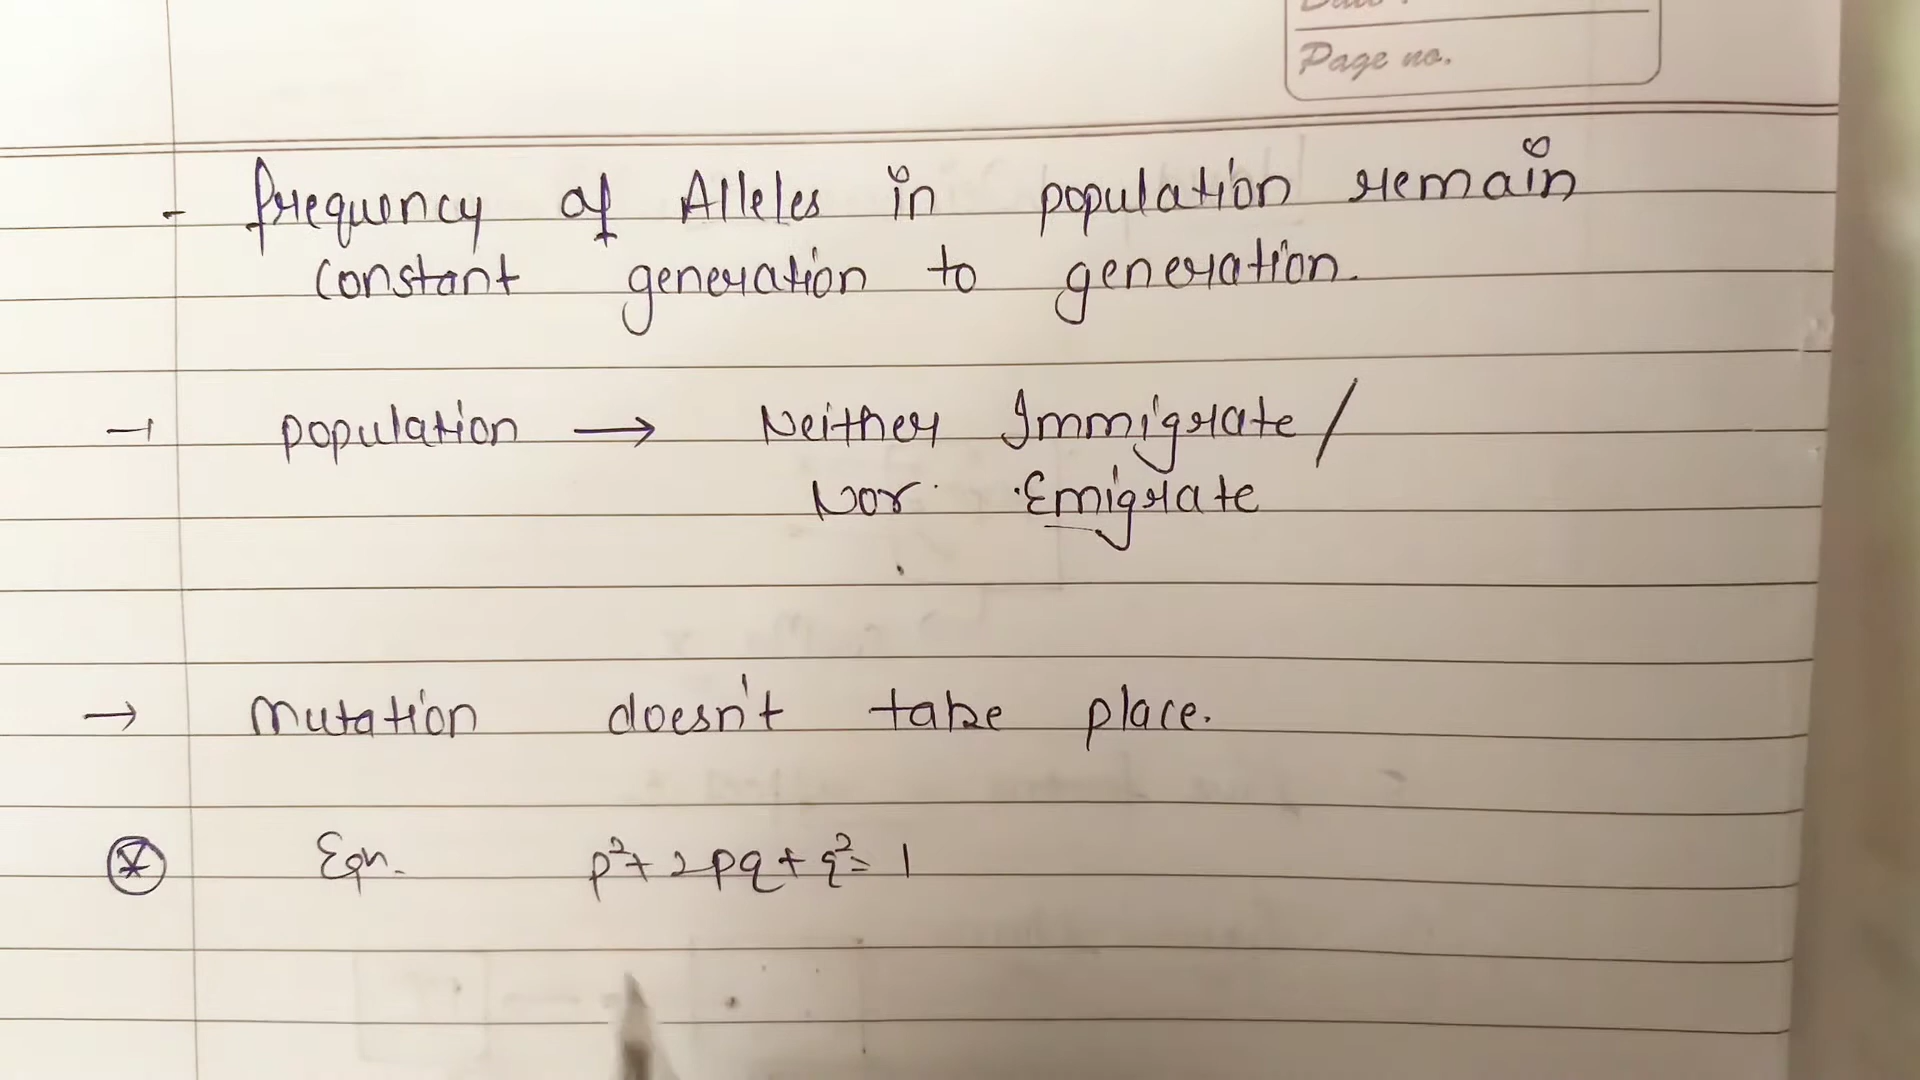 Page no.
- frequency of Alleles in population remain
constant generation to generation.
- population → Neither Immigrate /
Nor Emigrate
→ Mutation doesn't take place.
* Eqn. p²+ 2pq + q² = 1